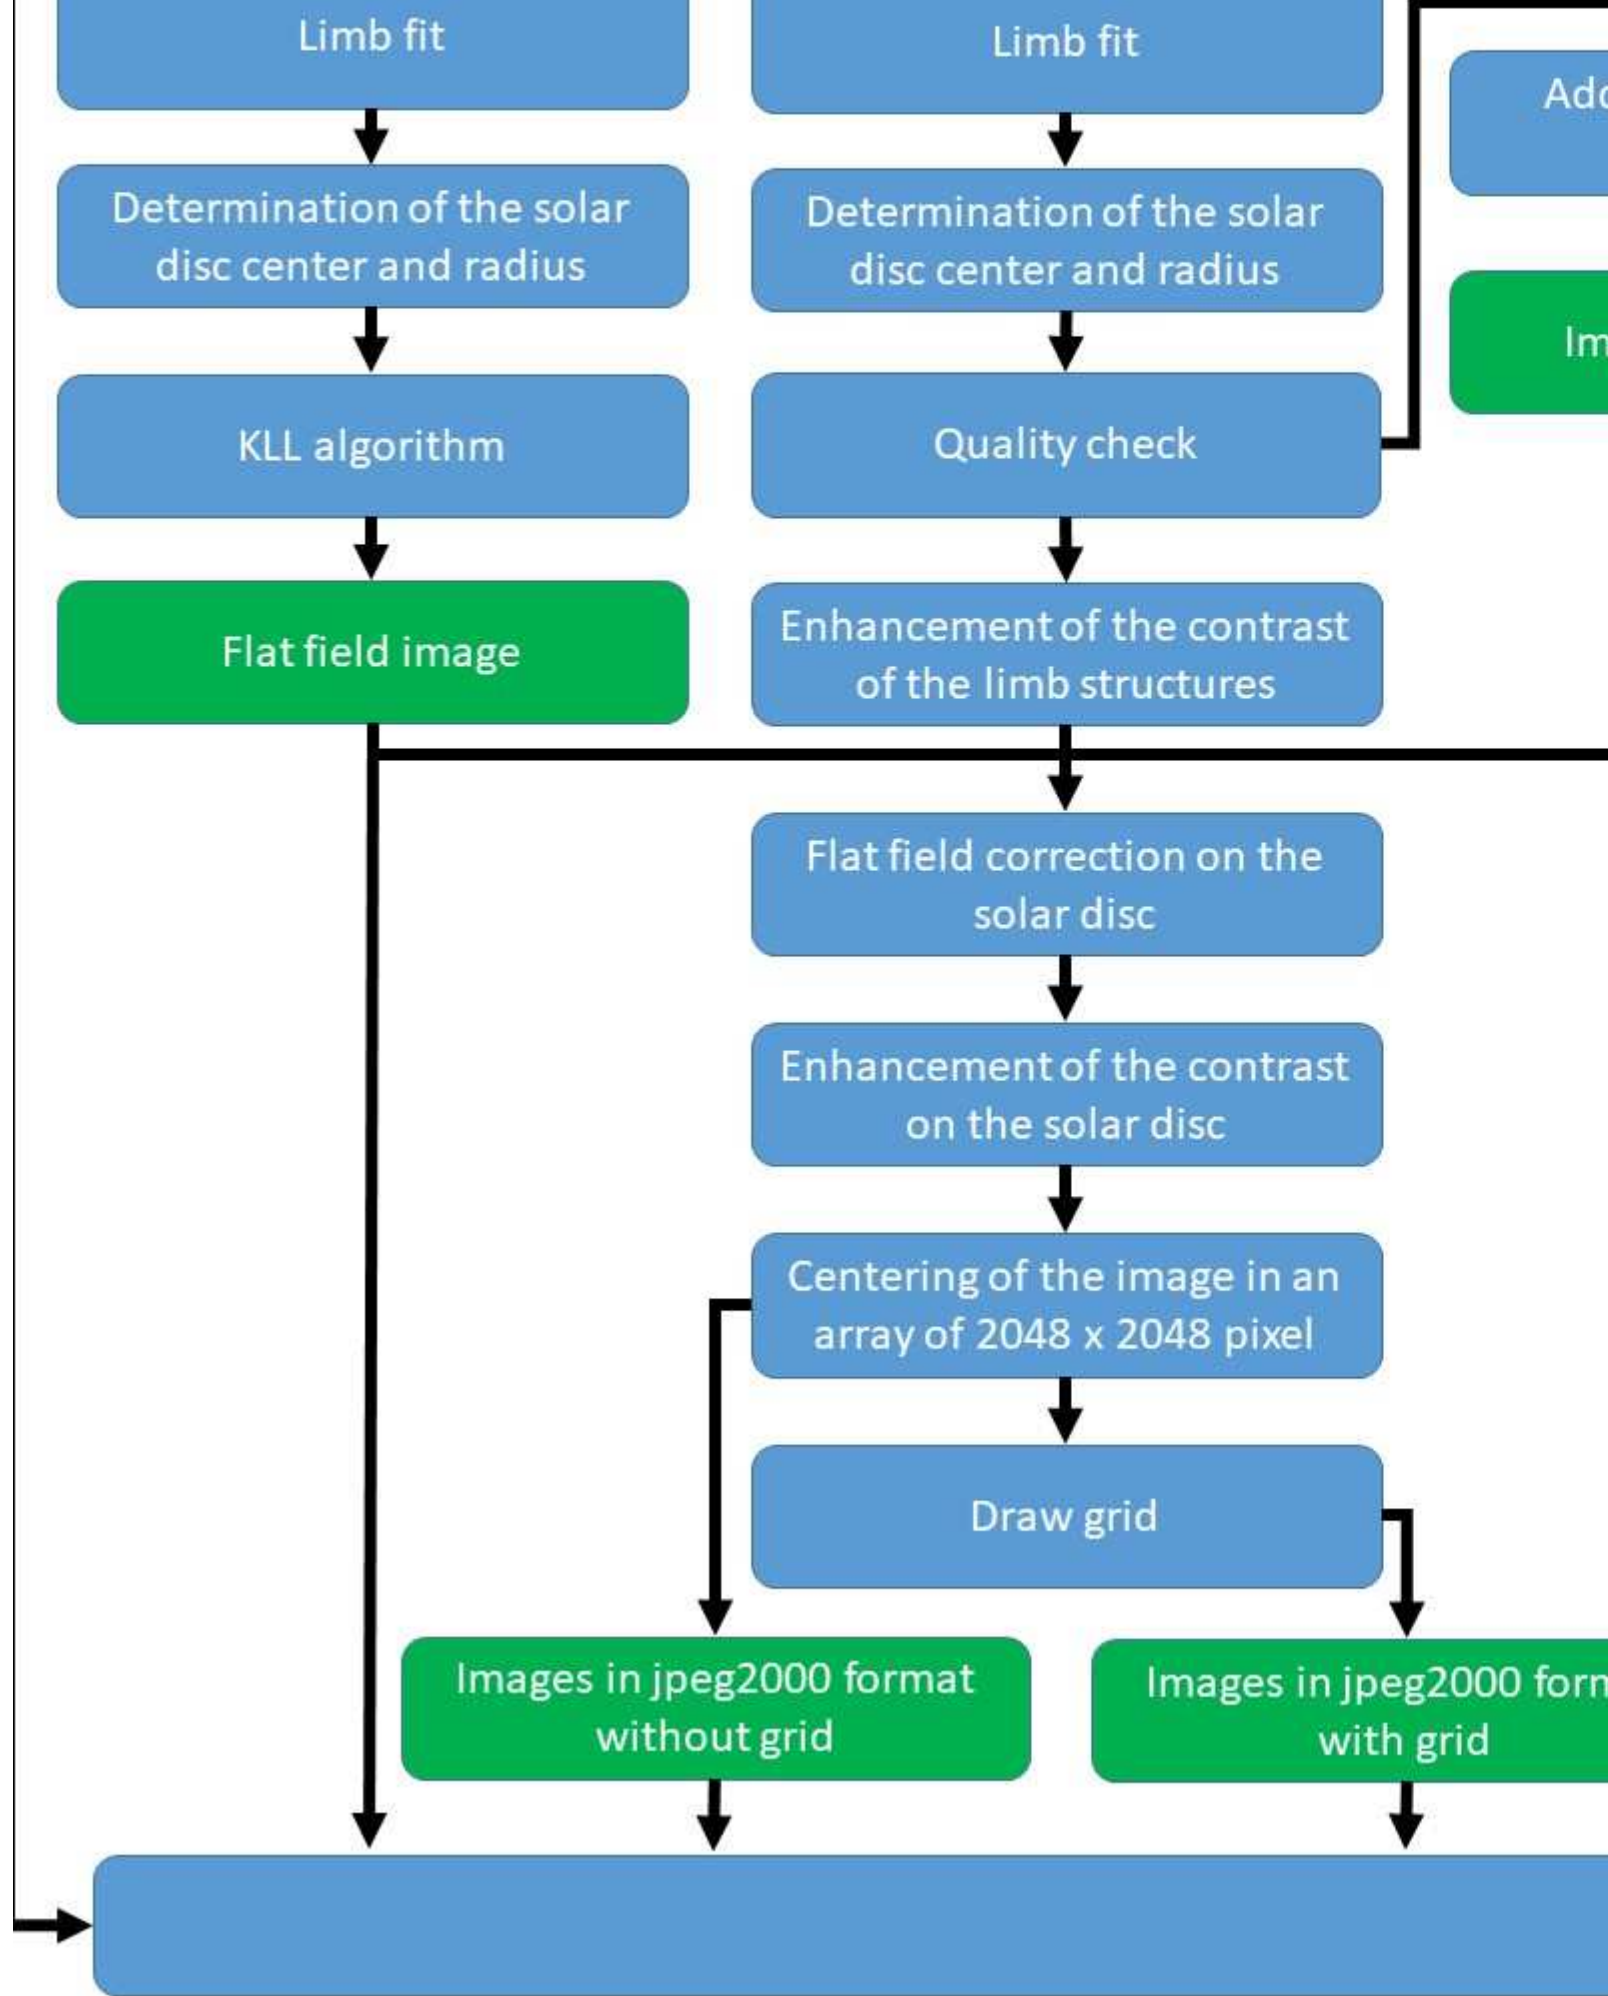 Limb fit
Determination of the solar
disc center and radius
KLL algorithm
Flat field image
Limb fit
Determination of the solar
disc center and radius
Quality check
Enhancement of the contrast
of the limb structures
Flat field correction on the
solar disc
Enhancement of the contrast
on the solar disc
Centering of the image in an
array of 2048 x 2048 pixel
Draw grid
Images in jpeg2000 format
without grid
Images in jpeg2000
with grid